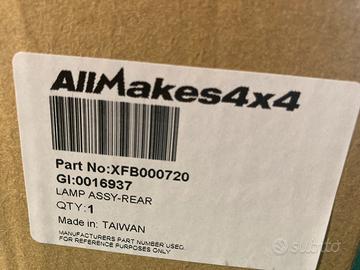 AllMakes4x4
Part No:XFB000720
GI:0016937
LAMP ASSY-REAR
QTY:1
Made in: TAIWAN
MANUFACTURERS PART NUMBER USED
FOR REFERENCE PURPOSES ONLY
subito